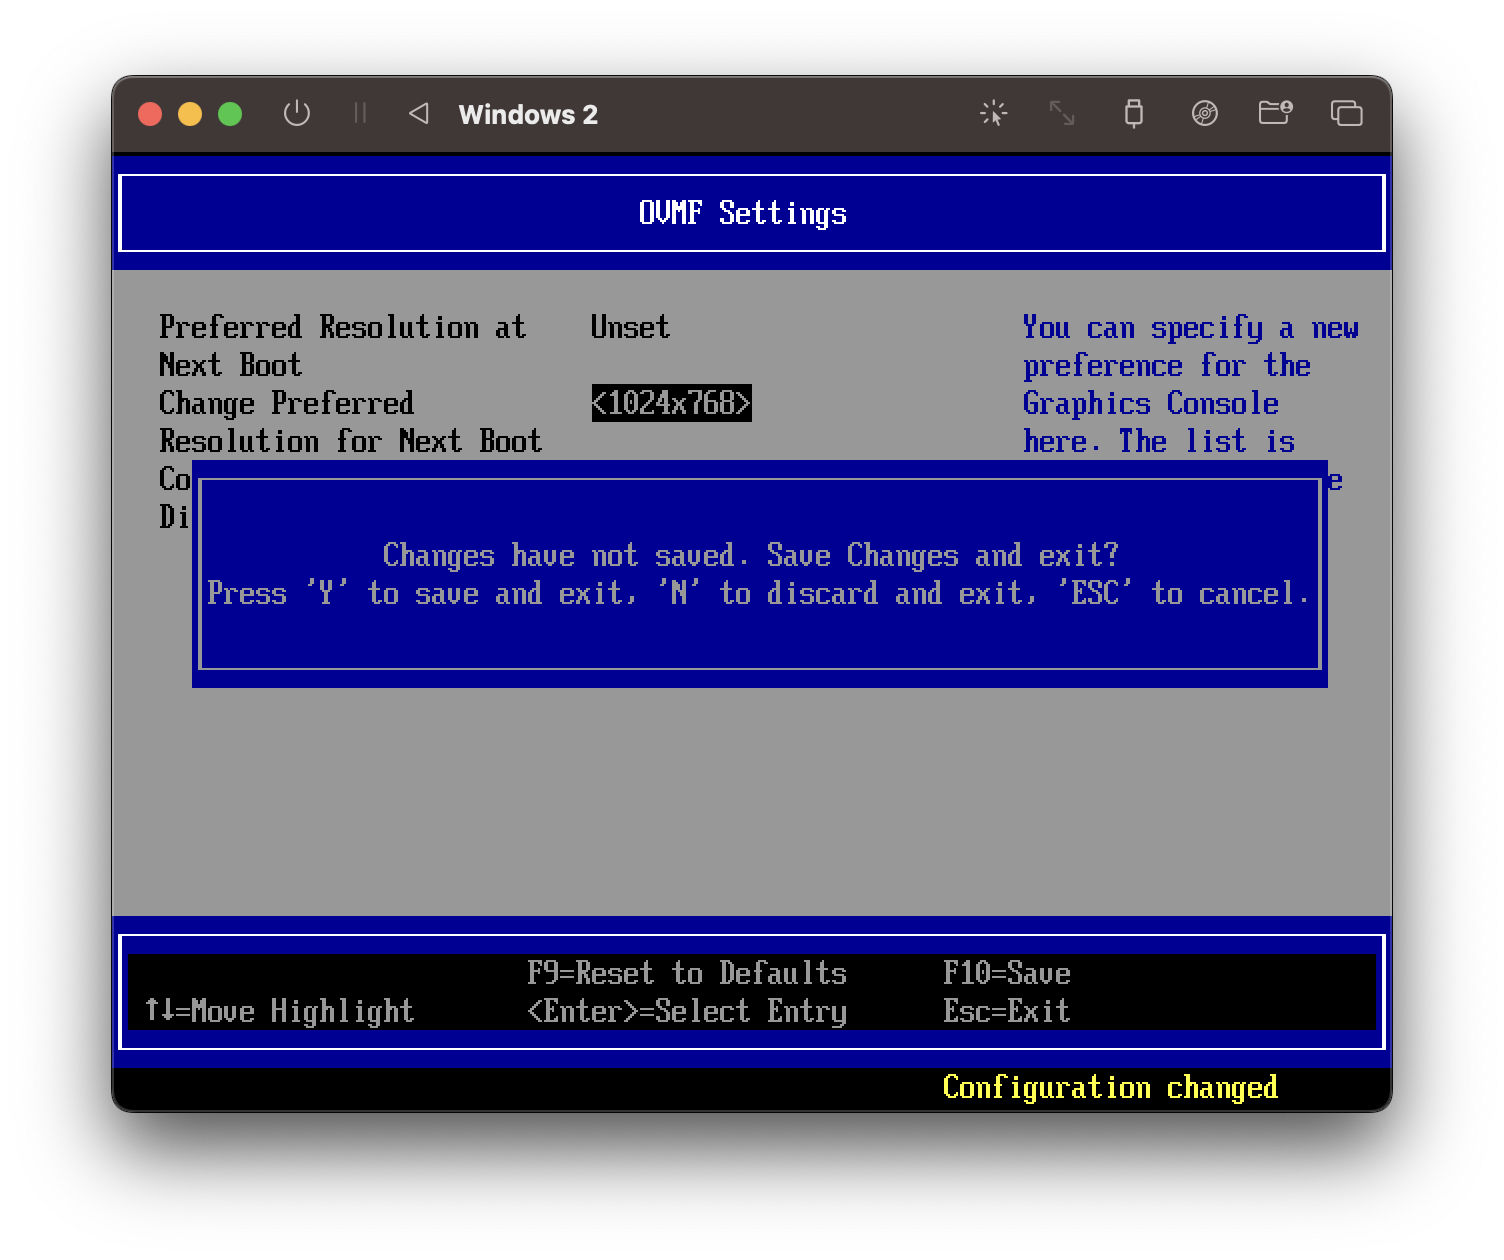 Windows 2
OVMF Settings
Preferred Resolution at Unset
Next Boot
Change Preferred <1024x768>
Resolution for Next Boot
You can specify a new
preference for the
Graphics Console
here. The list is
Co
Di
e
Changes have not saved. Save Changes and exit?
Press 'Y' to save and exit, 'N' to discard and exit, 'ESC' to cancel.
F9=Reset to Defaults F10=Save
↑↓=Move Highlight <Enter>=Select Entry Esc=Exit
Configuration changed